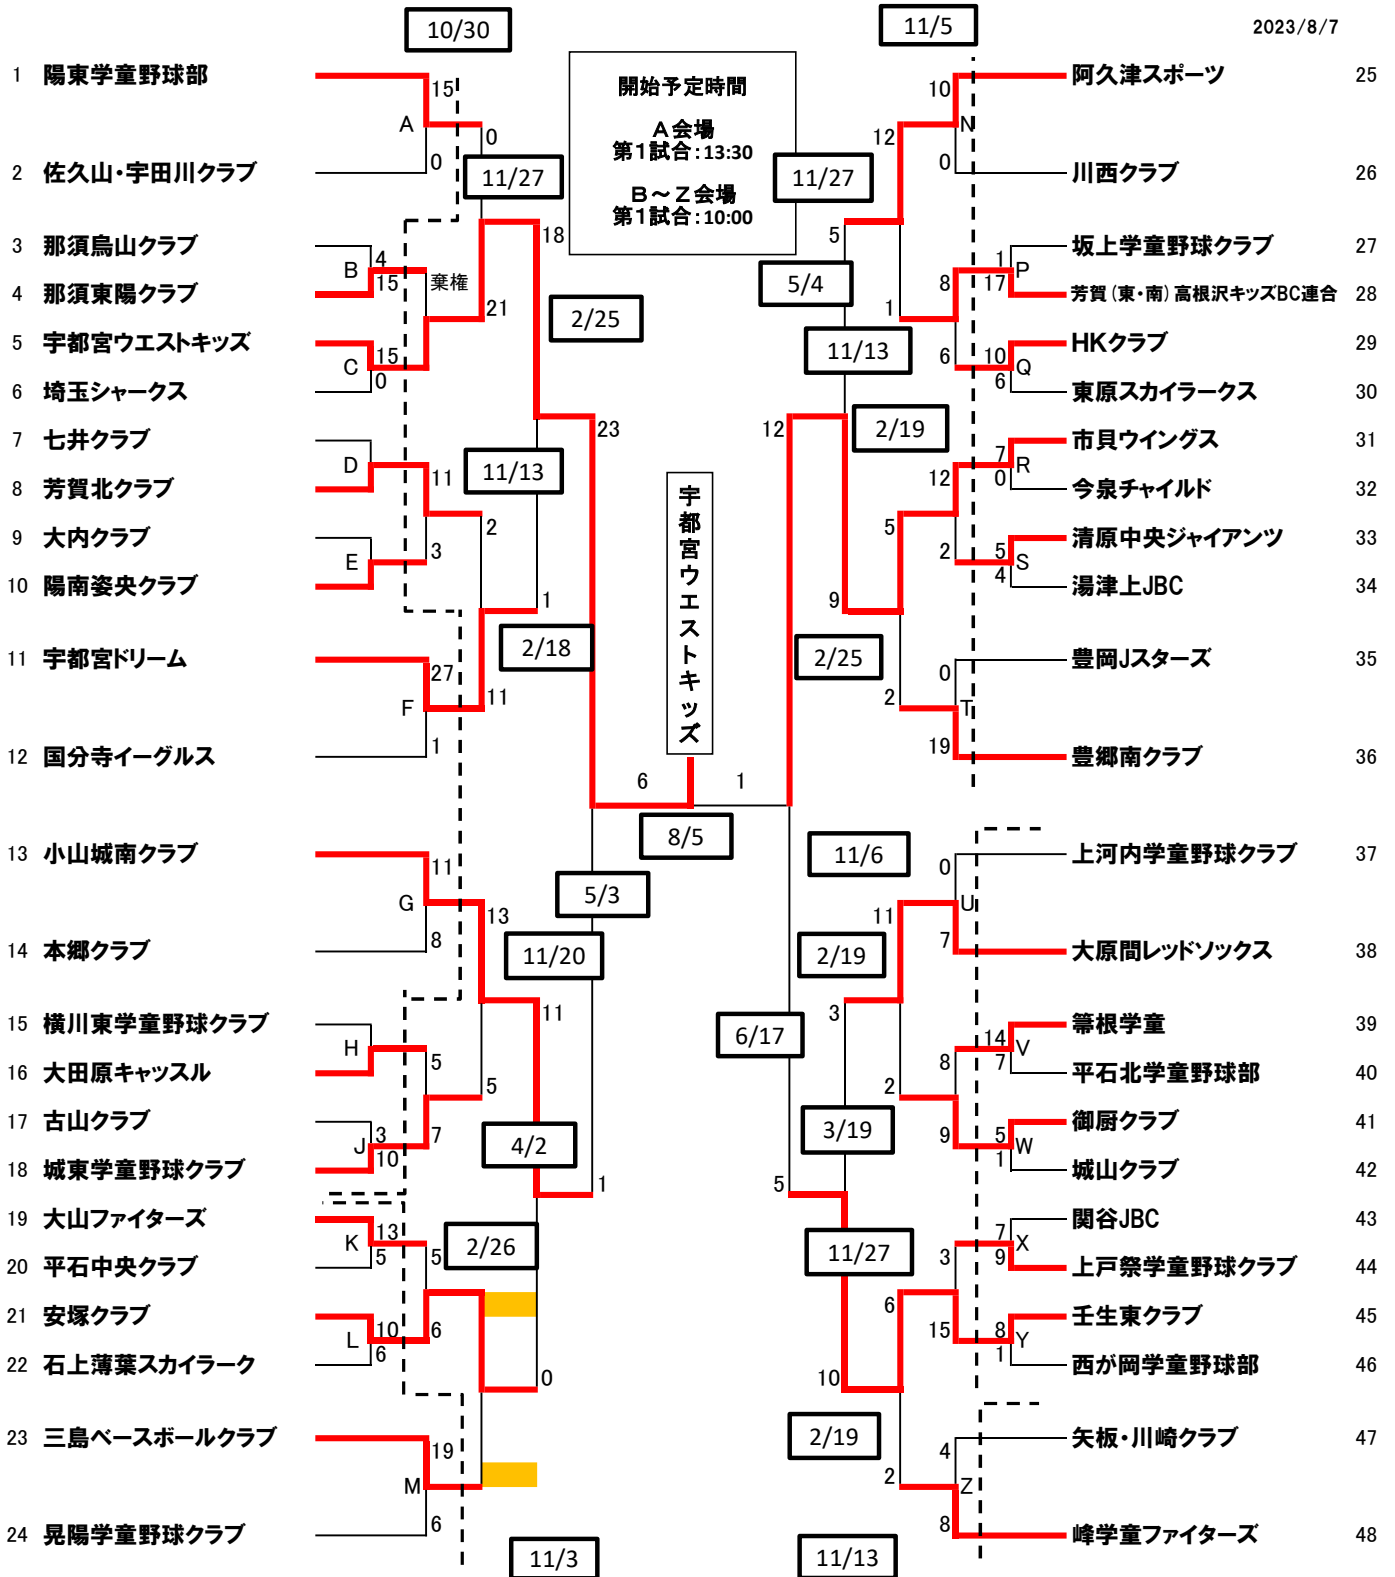 10/30
11/5
2023/8/7
開始予定時間
A会場
第1試合:13:30
B～Z会場
第1試合:10:00
1 陽東学童野球部
15
A
0
0
2 佐久山・宇田川クラブ
11/27
3 那須烏山クラブ
4
B
15
棄権
4 那須東陽クラブ
18
21
5 宇都宮ウエストキッズ
15
C
0
6 埼玉シャークス
2/25
7 七井クラブ
D
11
8 芳賀北クラブ
11/13
23
2
9 大内クラブ
E
3
10 陽南姿央クラブ
1
11 宇都宮ドリーム
27
F
11
2/18
1
12 国分寺イーグルス
宇都宮ウエストキッズ
6
1
8/5
13 小山城南クラブ
11
G
13
8
14 本郷クラブ
5/3
11/20
11
15 横川東学童野球クラブ
H
5
16 大田原キャッスル
5
17 古山クラブ
3
J
10
7
18 城東学童野球クラブ
4/2
1
19 大山ファイターズ
13
K
5
5
20 平石中央クラブ
2/26
21 安塚クラブ
10
L
6
6
22 石上薄葉スカイラーク
0
23 三島ベースボールクラブ
19
M
6
24 晃陽学童野球クラブ
11/3
10
阿久津スポーツ 25
N
12
0
川西クラブ 26
11/27
5
坂上学童野球クラブ 27
1
P
17
8
芳賀(東・南)高根沢キッズBC連合 28
5/4
1
HKクラブ 29
10
Q
6
6
東原スカイラークス 30
11/13
12
2/19
市貝ウイングス 31
7
R
0
12
今泉チャイルド 32
5
清原中央ジャイアンツ 33
5
S
4
2
湯津上JBC 34
9
2/25
豊岡Jスターズ 35
0
T
2
19
豊郷南クラブ 36
11/6
上河内学童野球クラブ 37
0
U
11
7
大原間レッドソックス 38
2/19
3
6/17
箒根学童 39
14
V
7
8
平石北学童野球部 40
2
御厨クラブ 41
5
W
1
9
城山クラブ 42
3/19
5
関谷JBC 43
7
X
9
3
上戸祭学童野球クラブ 44
11/27
6
壬生東クラブ 45
8
Y
1
15
西が岡学童野球部 46
10
2/19
矢板・川崎クラブ 47
4
Z
2
8
峰学童ファイターズ 48
11/13